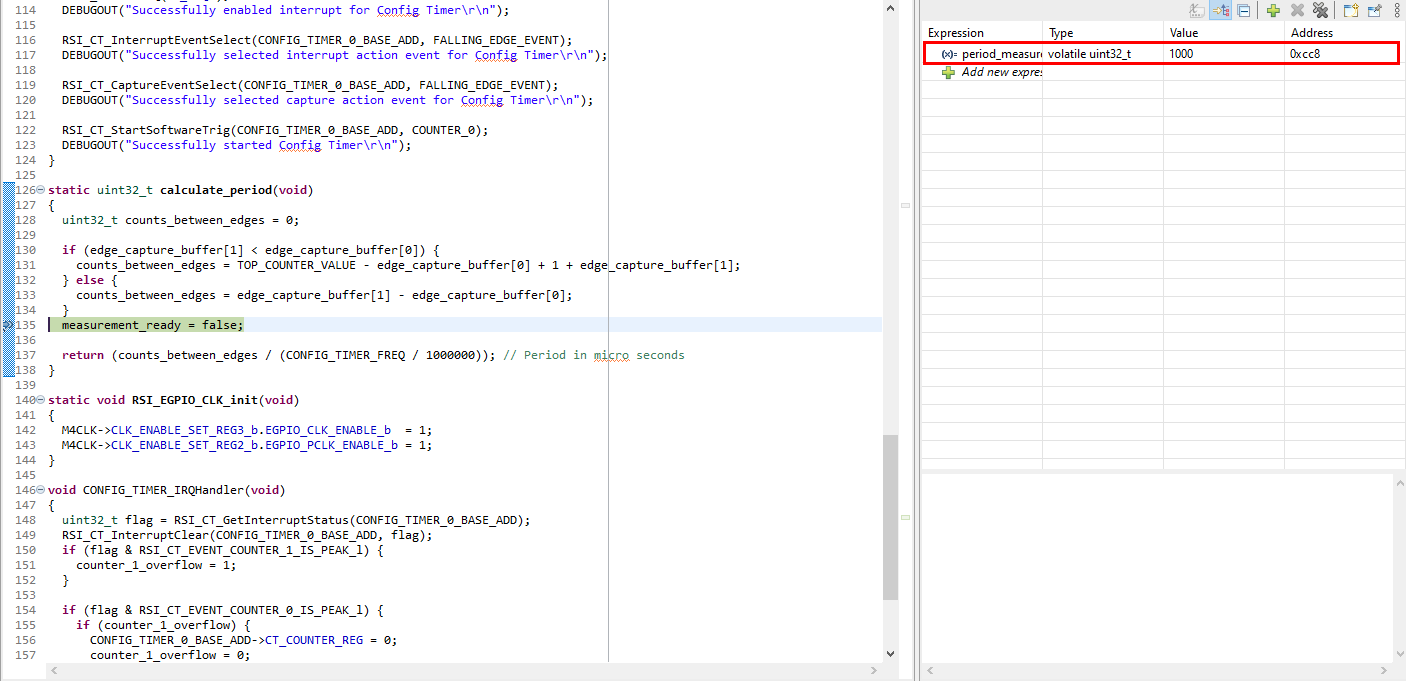 114 DEBUGOUT("Successfully enabled interrupt for Config Timer\r\n");
115
116 RSI_CT_InterruptEventSelect(CONFIG_TIMER_0_BASE_ADD, FALLING_EDGE_EVENT);
117 DEBUGOUT("Successfully selected interrupt action event for Config Timer\r\n");
118
119 RSI_CT_CaptureEventSelect(CONFIG_TIMER_0_BASE_ADD, FALLING_EDGE_EVENT);
120 DEBUGOUT("Successfully selected capture action event for Config Timer\r\n");
121
122 RSI_CT_StartSoftwareTrig(CONFIG_TIMER_0_BASE_ADD, COUNTER_0);
123 DEBUGOUT("Successfully started Config Timer\r\n");
124 }
125
126 static uint32_t calculate_period(void)
127 {
128 uint32_t counts_between_edges = 0;
129
130 if (edge_capture_buffer[1] < edge_capture_buffer[0]) {
131 counts_between_edges = TOP_COUNTER_VALUE - edge_capture_buffer[0] + 1 + edge_capture_buffer[1];
132 } else {
133 counts_between_edges = edge_capture_buffer[1] - edge_capture_buffer[0];
134 }
135 measurement_ready = false;
136
137 return (counts_between_edges / (CONFIG_TIMER_FREQ / 1000000)); // Period in micro seconds
138 }
139
140 static void RSI_EGPIO_CLK_init(void)
141 {
142 M4CLK->CLK_ENABLE_SET_REG3_b.EGPIO_CLK_ENABLE_b = 1;
143 M4CLK->CLK_ENABLE_SET_REG2_b.EGPIO_PCLK_ENABLE_b = 1;
144 }
145
146 void CONFIG_TIMER_IRQHandler(void)
147 {
148 uint32_t flag = RSI_CT_GetInterruptStatus(CONFIG_TIMER_0_BASE_ADD);
149 RSI_CT_InterruptClear(CONFIG_TIMER_0_BASE_ADD, flag);
150 if (flag & RSI_CT_EVENT_COUNTER_1_IS_PEAK_l) {
151 counter_1_overflow = 1;
152 }
153
154 if (flag & RSI_CT_EVENT_COUNTER_0_IS_PEAK_l) {
155 if (counter_1_overflow) {
156 CONFIG_TIMER_0_BASE_ADD->CT_COUNTER_REG = 0;
157 counter_1_overflow = 0;
Expression Type Value Address
(x)= period_measure volatile uint32_t 1000 0xcc8
Add new expres